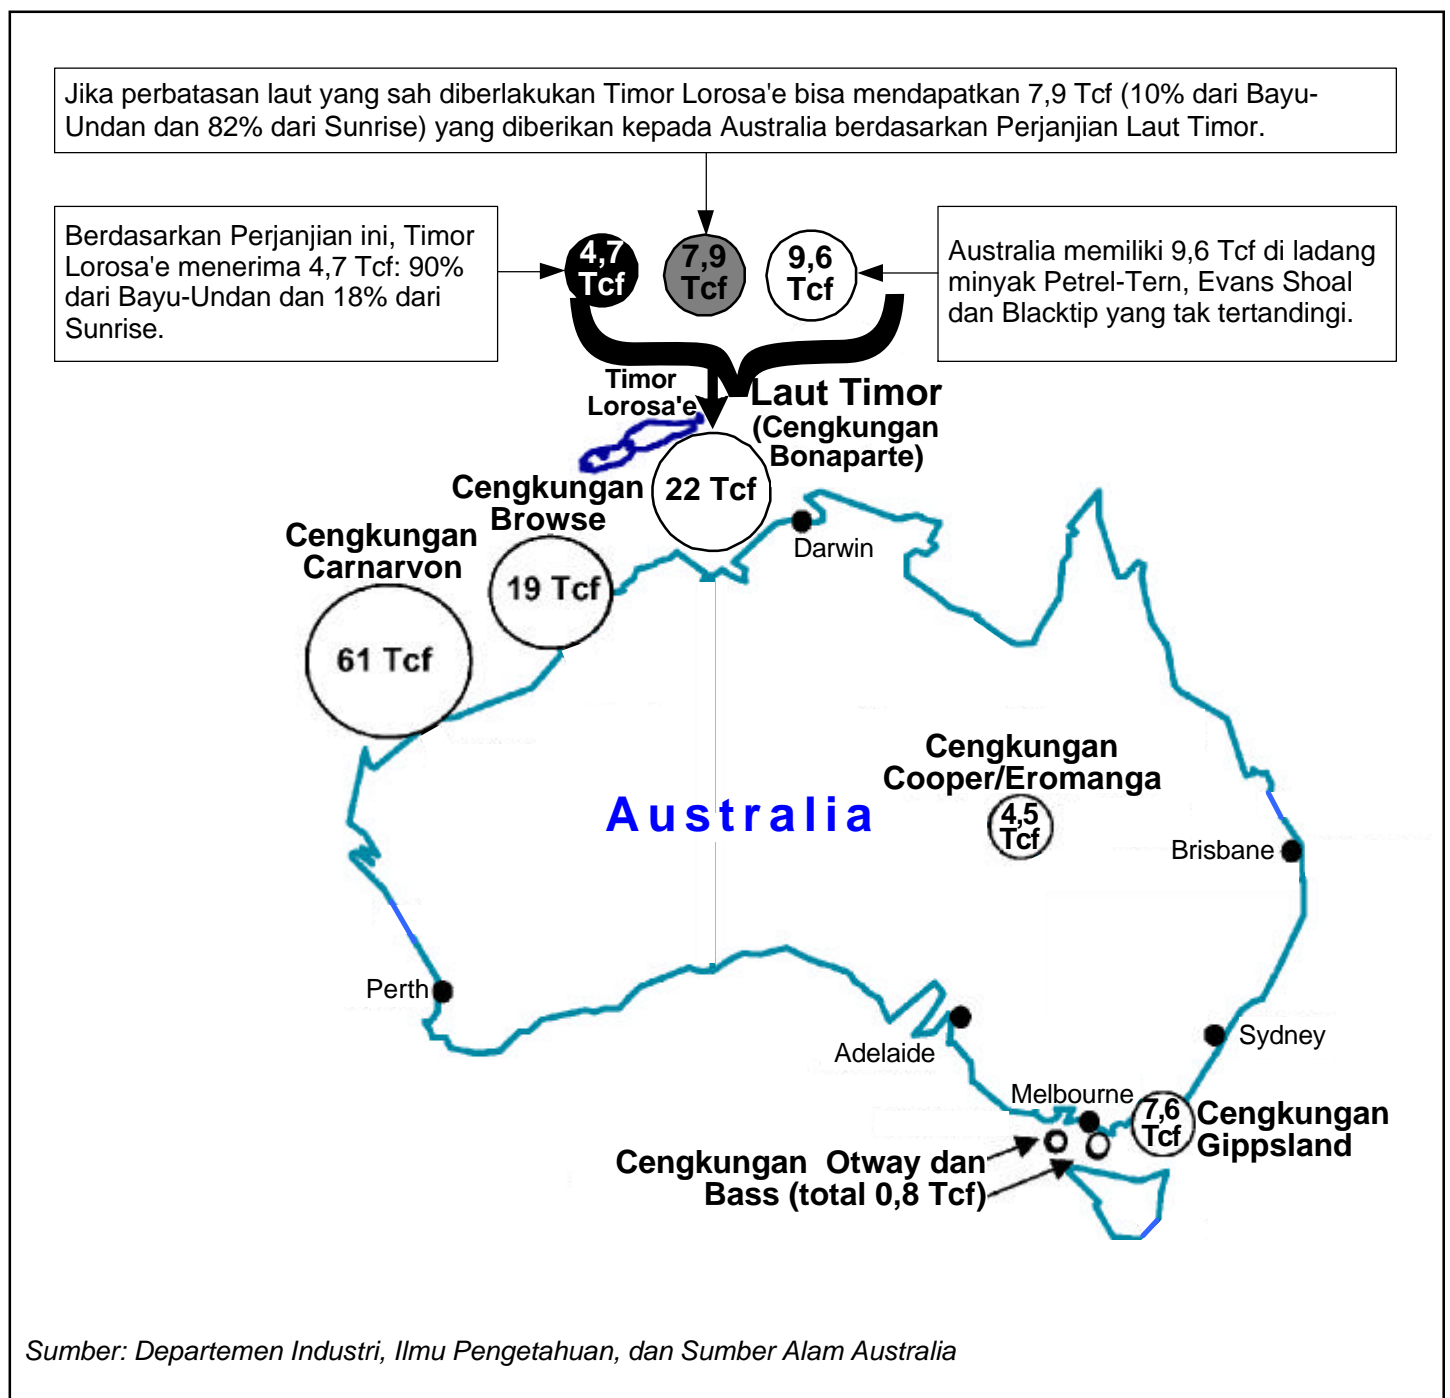 Jika perbatasan laut yang sah diberlakukan Timor Lorosa'e bisa mendapatkan 7,9 Tcf (10% dari Bayu-
Undan dan 82% dari Sunrise) yang diberikan kepada Australia berdasarkan Perjanjian Laut Timor.
Berdasarkan Perjanjian ini, Timor
Lorosa'e menerima 4,7 Tcf: 90%
dari Bayu-Undan dan 18% dari
Sunrise.
4,7
Tcf
7,9
Tcf
9,6
Tcf
Australia memiliki 9,6 Tcf di ladang
minyak Petrel-Tern, Evans Shoal
dan Blacktip yang tak tertandingi.
Timor
Lorosa'e
Laut Timor
(Cengkungan
Bonaparte)
22 Tcf
Cengkungan
Browse
19 Tcf
Cengkungan
Carnarvon
61 Tcf
Darwin
Cengkungan
Cooper/Eromanga
4,5
Tcf
Australia
Brisbane
Perth
Adelaide
Sydney
Melbourne
7,6
Tcf
Cengkungan
Gippsland
Cengkungan Otway dan
Bass (total 0,8 Tcf)
Sumber: Departemen Industri, Ilmu Pengetahuan, dan Sumber Alam Australia